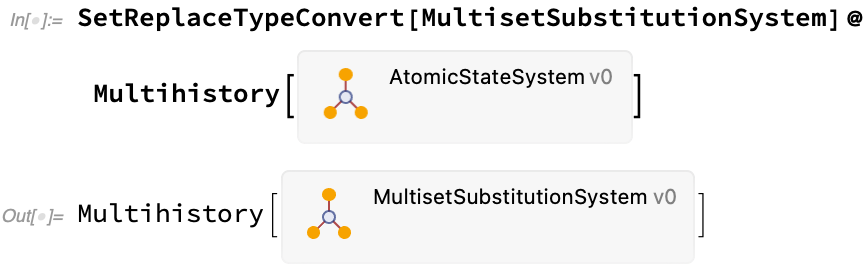 In[●]:= SetReplaceTypeConvert[MultisetSubstitutionSystem]@
Multihistory[ AtomicStateSystem v0 ]
Out[●]= Multihistory[ MultisetSubstitutionSystem v0 ]